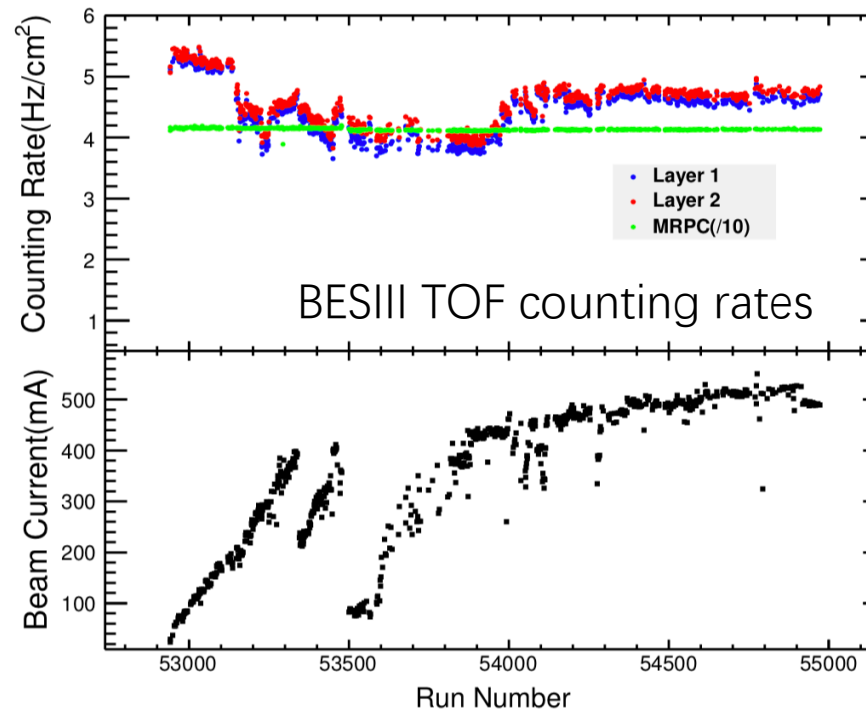 Counting Rate(Hz/cm²)
6
5
4
3
2
1
Layer 1
Layer 2
MRPC(/10)
BESIII TOF counting rates
Beam Current(mA)
500
400
300
200
100
53000 53500 54000 54500 55000
Run Number